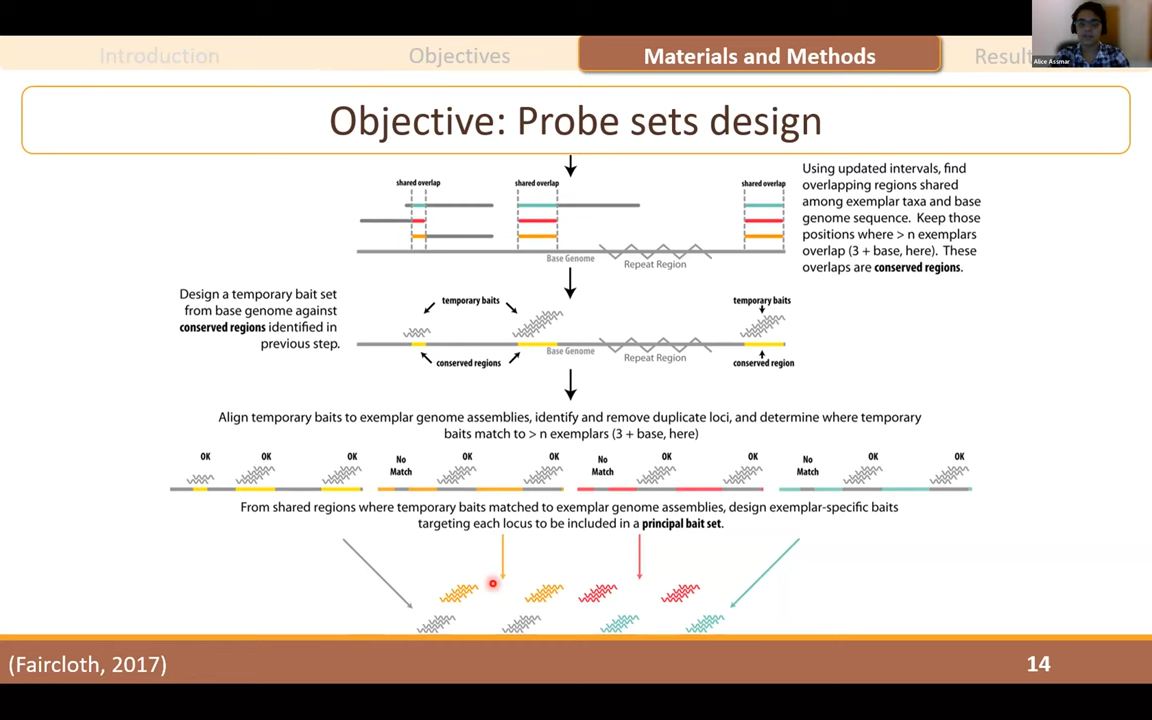 Introduction
Objectives
Materials and Methods
Resul
Alice Assmar
Objective: Probe sets design
shared overlap
shared overlap
shared overlap
Base Genome
Repeat Region
Using updated intervals, find
overlapping regions shared
among exemplar taxa and base
genome sequence. Keep those
positions where > n exemplars
overlap (3 + base, here). These
overlaps are conserved regions.
Design a temporary bait set
from base genome against
conserved regions identified in
previous step.
temporary baits
temporary baits
Base Genome
Repeat Region
conserved regions
conserved region
Align temporary baits to exemplar genome assemblies, identify and remove duplicate loci, and determine where temporary
baits match to > n exemplars (3 + base, here)
OK
OK
OK
No
Match
OK
OK
No
Match
OK
OK
No
Match
OK
OK
From shared regions where temporary baits matched to exemplar genome assemblies, design exemplar-specific baits
targeting each locus to be included in a principal bait set.
(Faircloth, 2017)
14